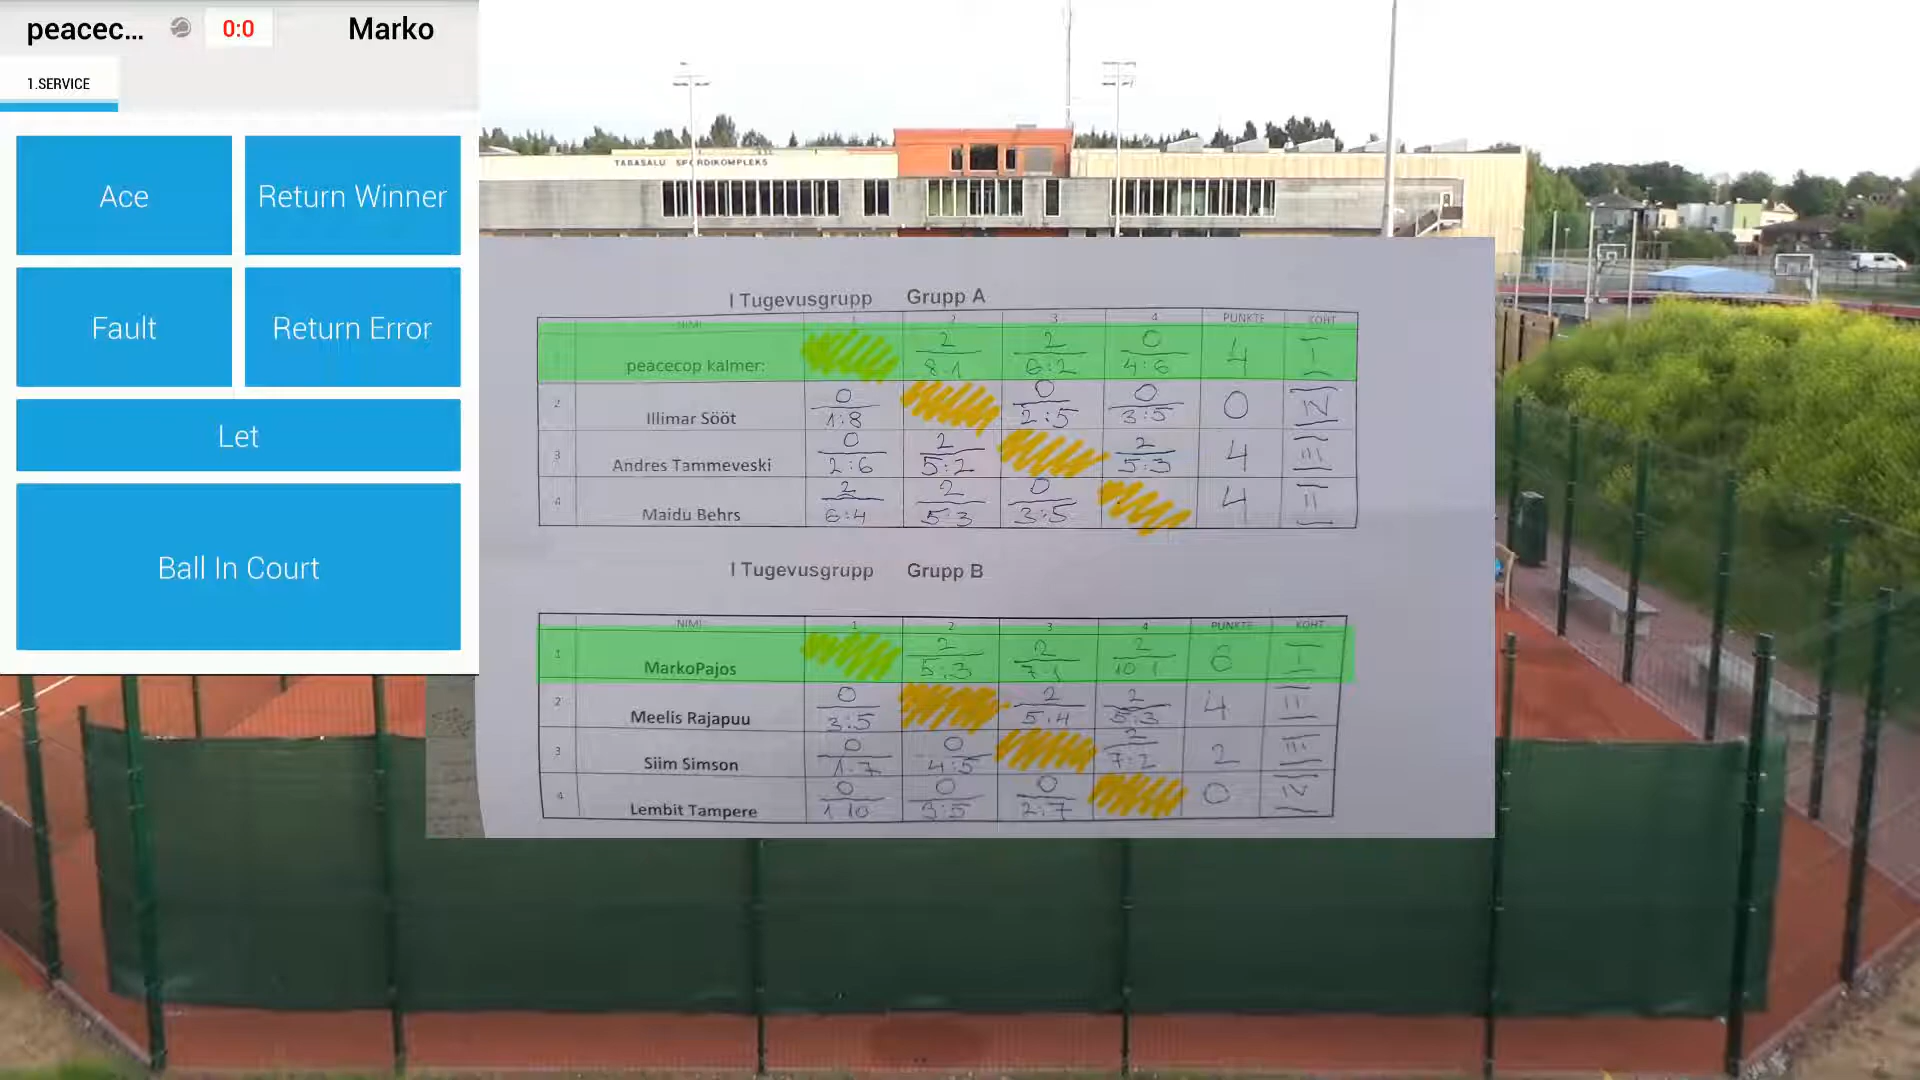 peacec...
0:0
Marko
1.SERVICE
Ace
Return Winner
Fault
Return Error
Let
Ball In Court
TABASALU SPORDIKOMPLEKS
I Tugevusgrupp Grupp A
NIMI 1 2 3 4 PUNKTE KOHT
peacecop kalmer: 2 8:1 2 6:2 0 4:6 4 I
2 Illimar Sööt 0 1:8 0 2:5 0 3:5 0 IV
3 Andres Tammeveski 0 2:6 2 5:2 2 5:3 4 III
4 Maidu Behrs 2 6:4 2 5:3 0 3:5 4 II
I Tugevusgrupp Grupp B
NIMI 1 2 3 4 PUNKTE KOHT
1 MarkoPajos 2 5:3 2 7:1 2 10:1 6 I
2 Meelis Rajapuu 0 3:5 2 5:4 2 5:3 4 II
3 Siim Simson 0 1:7 0 4:5 2 7:2 2 III
4 Lembit Tampere 0 1:10 0 3:5 0 2:7 0 IV